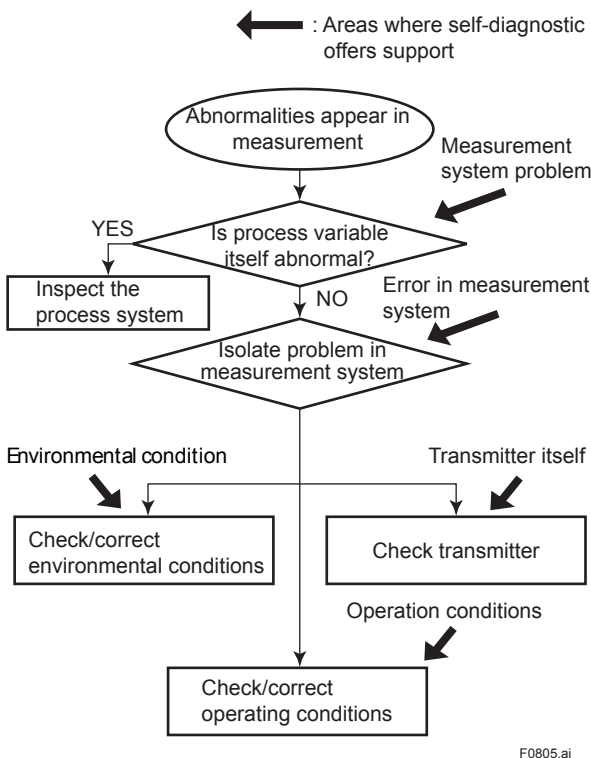 : Areas where self-diagnostic
offers support
Abnormalities appear in
measurement
Measurement
system problem
YES
Is process variable
itself abnormal?
Inspect the
process system
NO
Error in measurement
system
Isolate problem in
measurement system
Environmental condition
Transmitter itself
Check/correct
environmental conditions
Check transmitter
Operation conditions
Check/correct
operating conditions
F0805.ai